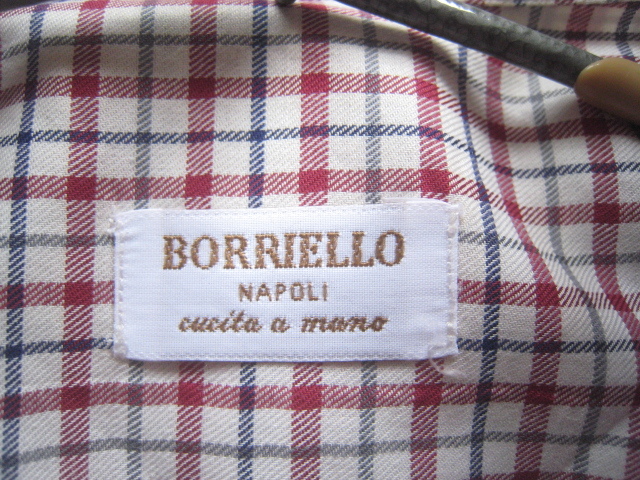 BORRIELLO
NAPOLI
cucita a mano